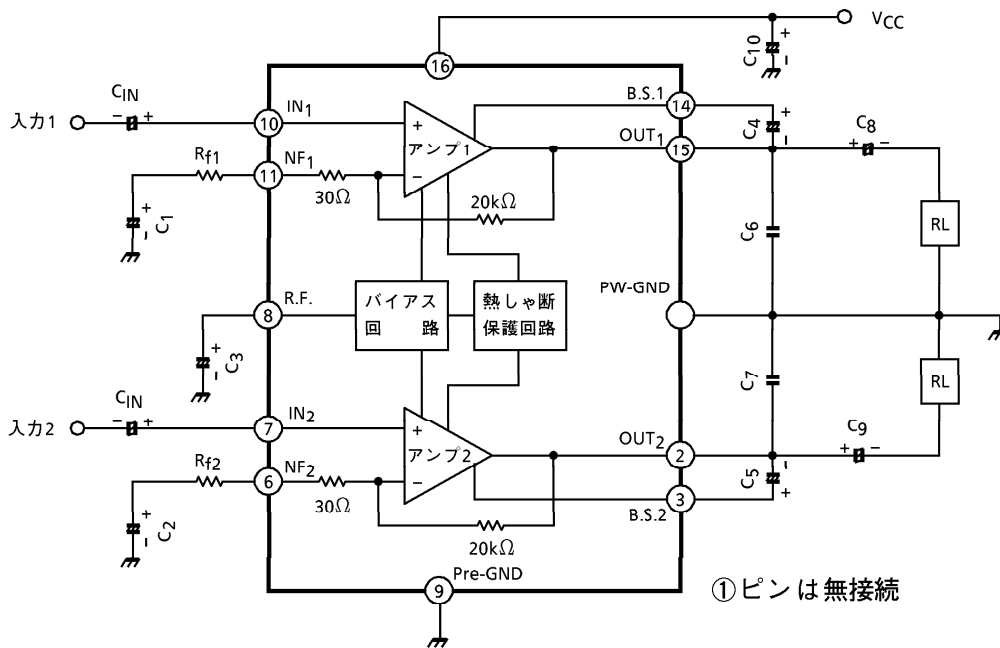 VCC
C10
16
CIN
入力1
10
IN1
アンプ1
+
−
B.S.1
14
C4
OUT1
15
C8
Rf1
11
NF1
30Ω
20kΩ
C1
C6
RL
PW-GND
R.F.
8
バイアス
回 路
熱しゃ断
保護回路
C3
C7
RL
CIN
入力2
7
IN2
アンプ2
+
−
OUT2
2
C9
Rf2
6
NF2
30Ω
20kΩ
3
B.S.2
C5
C2
Pre-GND
9
①ピンは無接続